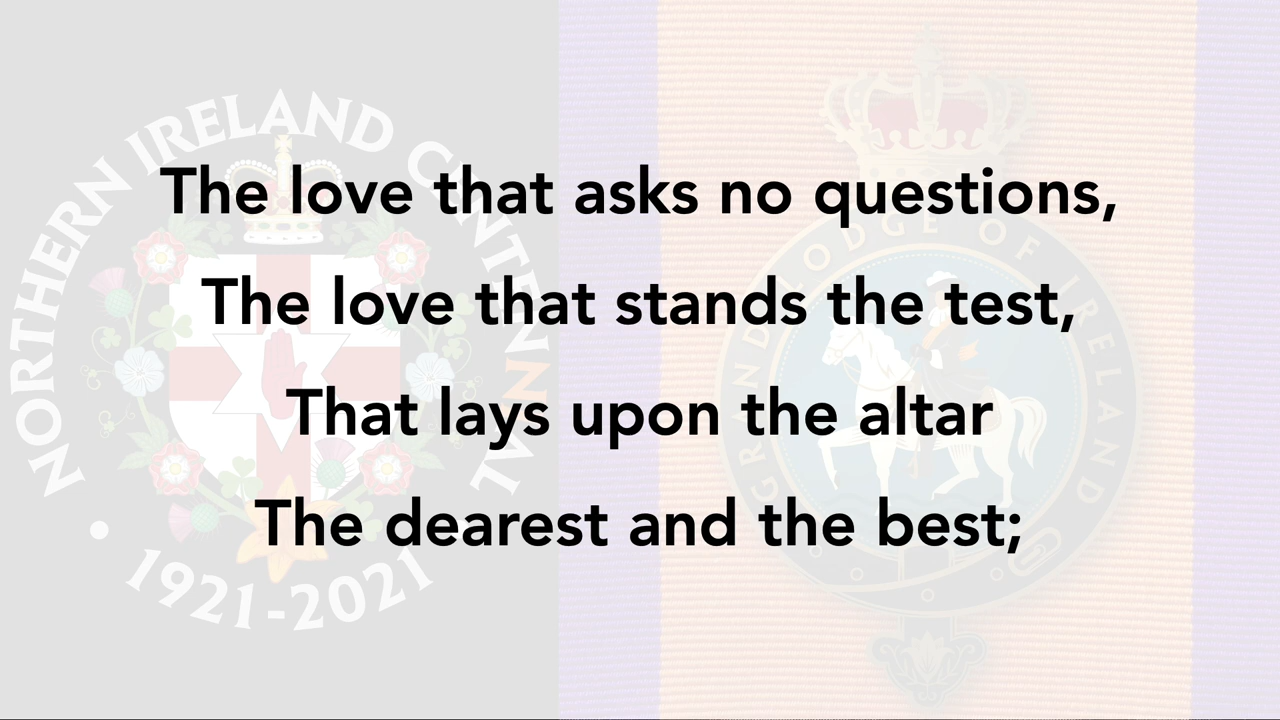 The love that asks no questions,
The love that stands the test,
That lays upon the altar
The dearest and the best;
NORTHERN IRELAND CENTENNIAL
• 1921-2021
GRAND LODGE OF IRELAND